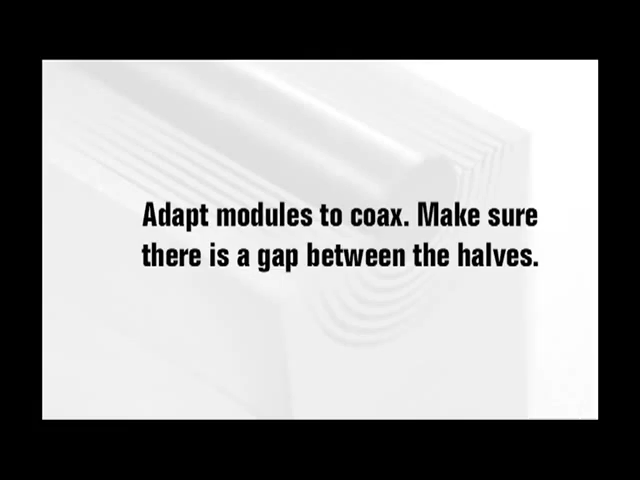 Adapt modules to coax. Make sure
there is a gap between the halves.